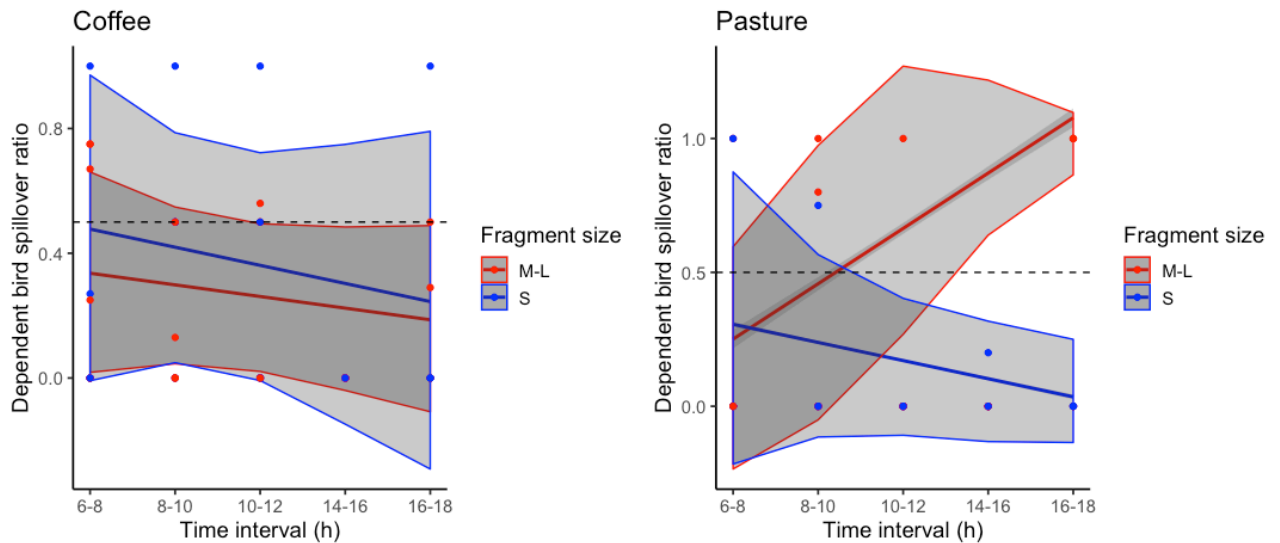 Coffee
Dependent bird spillover ratio
0.8
0.4
0.0
6-8 8-10 10-12 14-16 16-18
Time interval (h)
Fragment size
M-L
S
Pasture
Dependent bird spillover ratio
1.0
0.5
0.0
6-8 8-10 10-12 14-16 16-18
Time interval (h)
Fragment size
M-L
S